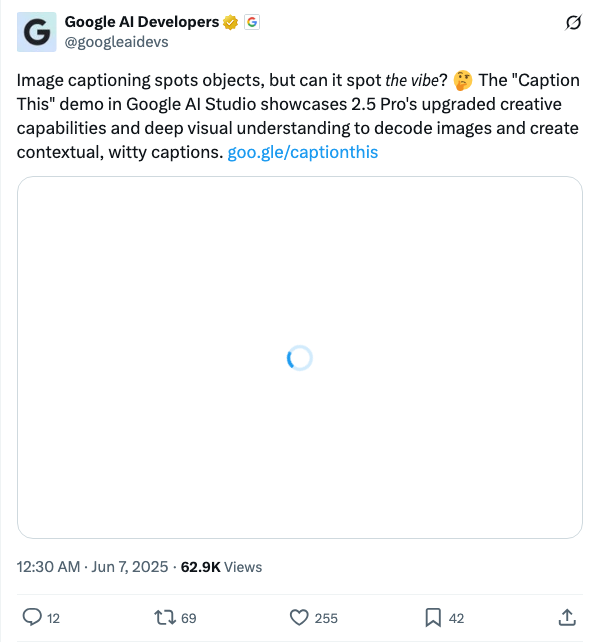 Google AI Developers
@googleaidevs
Image captioning spots objects, but can it spot the vibe? 🤔 The "Caption
This" demo in Google AI Studio showcases 2.5 Pro's upgraded creative
capabilities and deep visual understanding to decode images and create
contextual, witty captions. goo.gle/captionthis
12:30 AM · Jun 7, 2025 · 62.9K Views
12 69 255 42